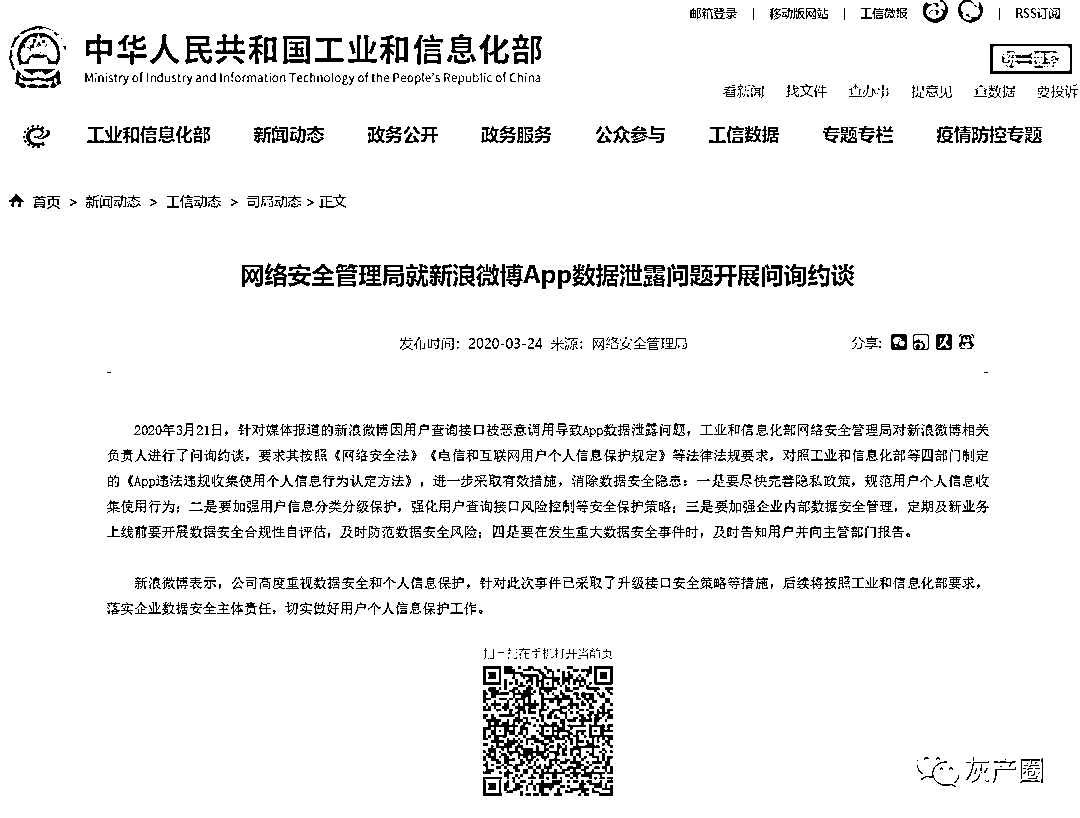 邮箱登录 | 移动版网站 | 工信微报 | RSS订阅
中华人民共和国工业和信息化部
Ministry of Industry and Information Technology of the People's Republic of China
看新闻 找文件 查办事 提意见 查数据 要投诉
工业和信息化部 新闻动态 政务公开 政务服务 公众参与 工信数据 专题专栏 疫情防控专题
首页 > 新闻动态 > 工信动态 > 司局动态 > 正文
网络安全管理局就新浪微博App数据泄露问题开展问询约谈
发布时间：2020-03-24 来源：网络安全管理局 分享:
2020年3月21日，针对媒体报道的新浪微博因用户查询接口被恶意调用导致App数据泄露问题，工业和信息化部网络安全管理局对新浪微博相关
负责人进行了问询约谈，要求其按照《网络安全法》《电信和互联网用户个人信息保护规定》等法律法规要求，对照工业和信息化部等四部门制定
的《App违法违规收集使用个人信息行为认定方法》，进一步采取有效措施，消除数据安全隐患：一是要尽快完善隐私政策，规范用户个人信息收
集使用行为；二是要加强用户信息分类分级保护，强化用户查询接口风险控制等安全保护策略；三是要加强企业内部数据安全管理，定期及新业务
上线前要开展数据安全合规性自评估，及时防范数据安全风险；四是要在发生重大数据安全事件时，及时告知用户并向主管部门报告。
新浪微博表示，公司高度重视数据安全和个人信息保护，针对此次事件已采取了升级接口安全策略等措施，后续将按照工业和信息化部要求，
落实企业数据安全主体责任，切实做好用户个人信息保护工作。
扫一扫在手机打开当前页
灰产圈